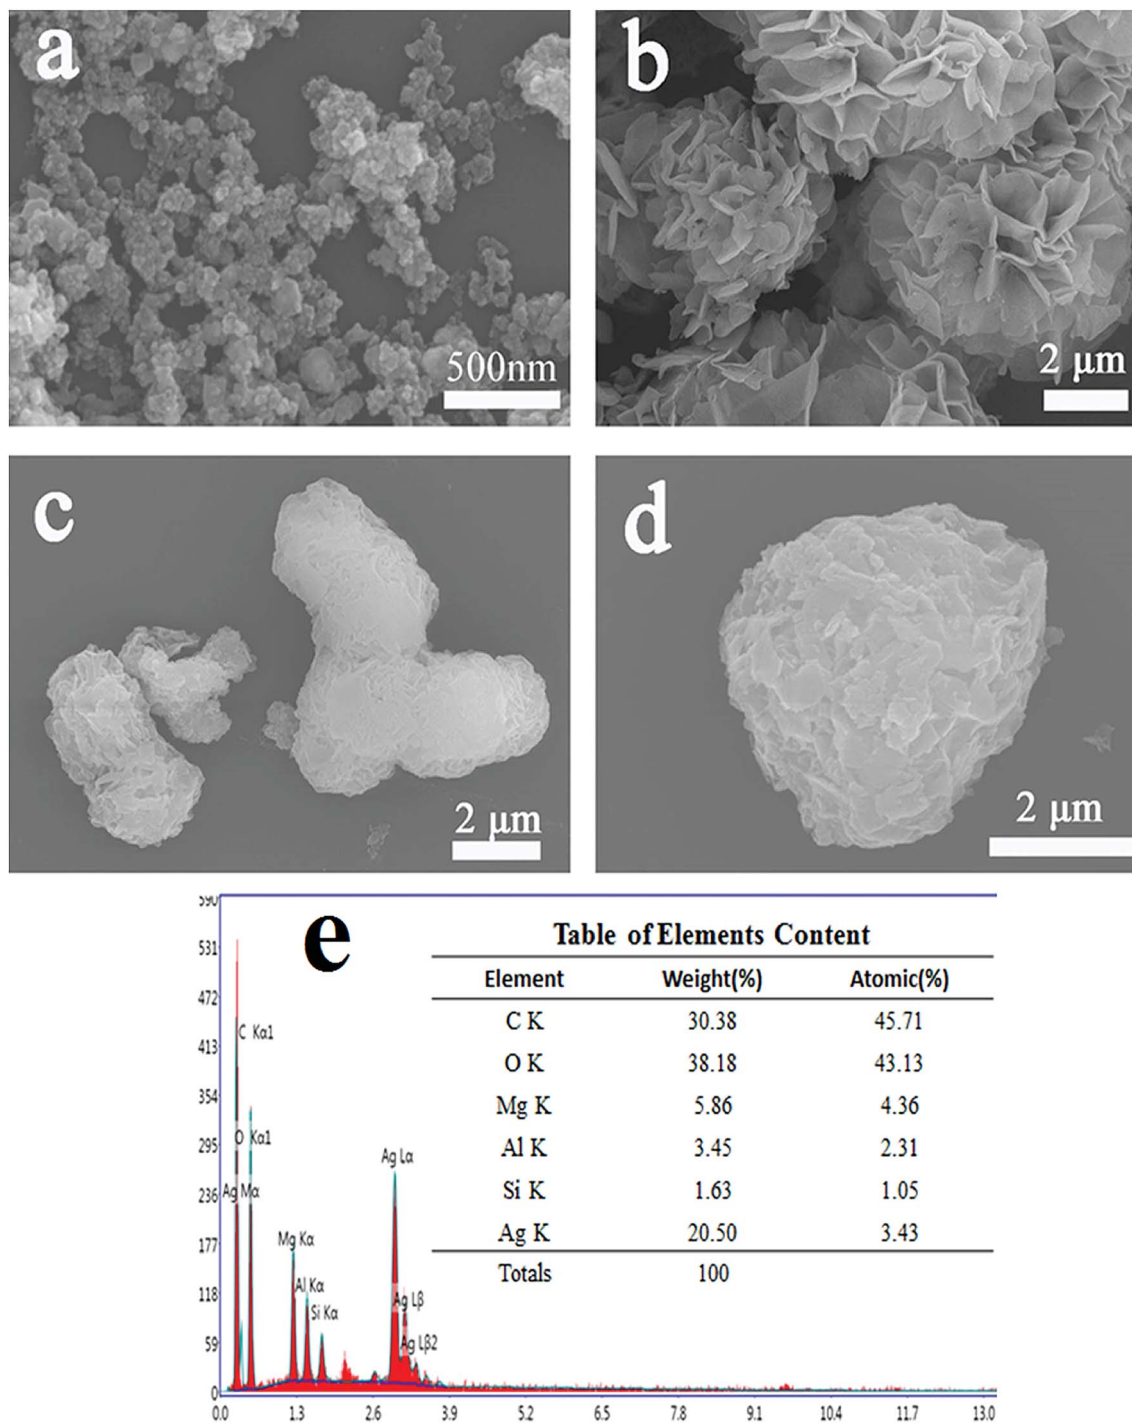 a
500nm
b
2 μm
c
2 μm
d
2 μm
e
Table of Elements Content
Element Weight(%) Atomic(%)
C K 30.38 45.71
O K 38.18 43.13
Mg K 5.86 4.36
Al K 3.45 2.31
Si K 1.63 1.05
Ag K 20.50 3.43
Totals 100
590
531
472
413
354
295
236
177
118
59
0
C Kα1
O Kα1
Ag Mα
Mg Kα
Al Kα
Si Kα
Ag Lα
Ag Lβ
Ag Lβ2
0.0 1.3 2.6 3.9 5.2 6.5 7.8 9.1 10.4 11.7 13.0